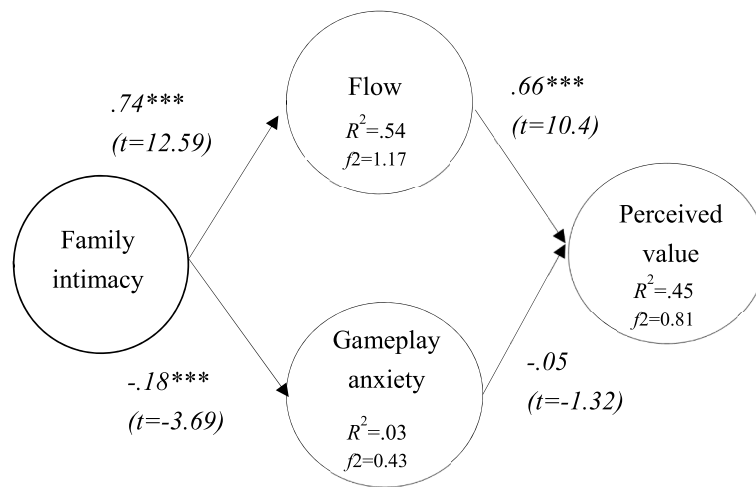 Flow
R²=.54
f2=1.17
.74***
(t=12.59)
.66***
(t=10.4)
Family
intimacy
Perceived
value
R²=.45
f2=0.81
Gameplay
anxiety
R²=.03
f2=0.43
-.18***
(t=-3.69)
-.05
(t=-1.32)